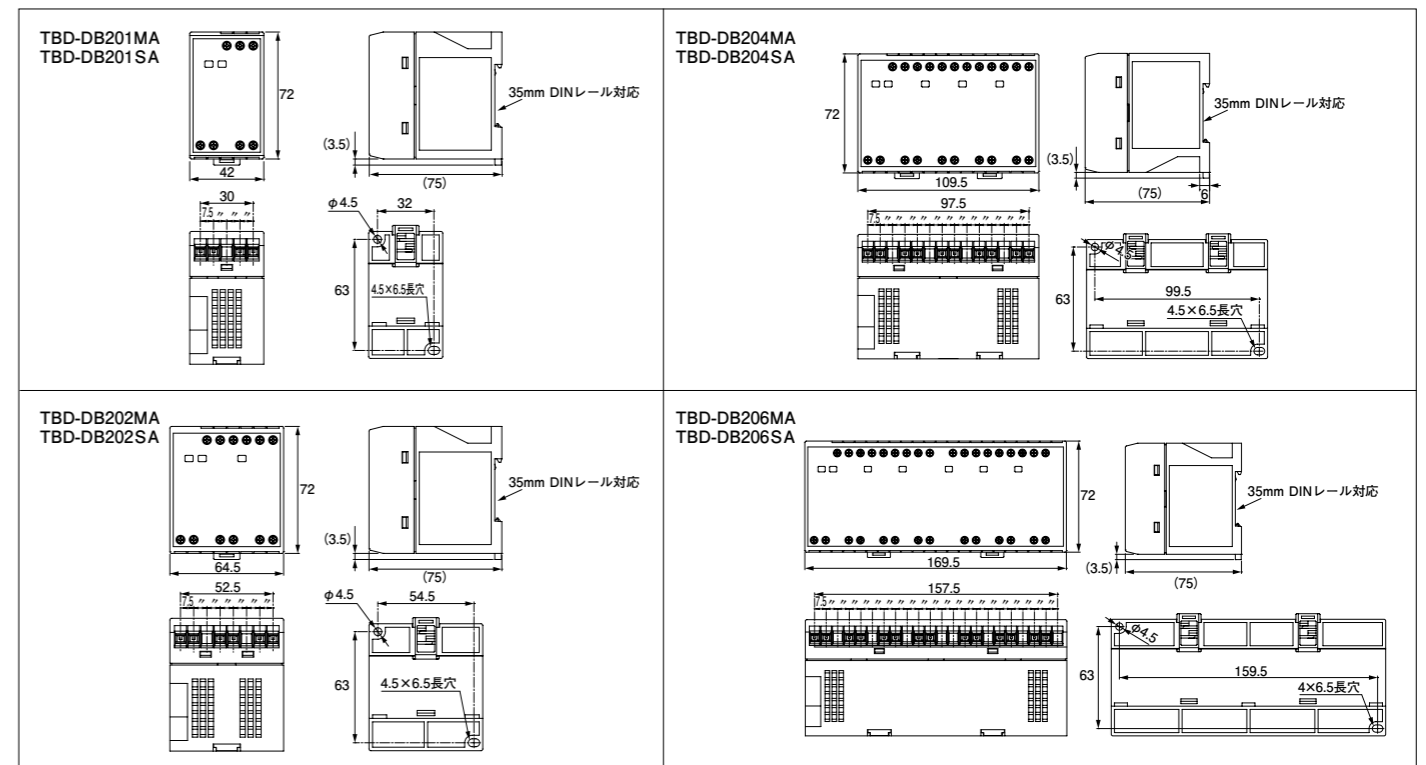 TBD-DB201MA
TBD-DB201SA
72
35mm DINレール対応
(3.5)
42
(75)
30
7.5 〃 〃 〃
φ4.5
32
63
4.5×6.5長穴
TBD-DB204MA
TBD-DB204SA
72
35mm DINレール対応
(3.5)
109.5
(75)
6
97.5
7.5 〃 〃 〃 〃 〃 〃 〃 〃 〃 〃 〃 〃
φ4.5
63
99.5
4.5×6.5長穴
TBD-DB202MA
TBD-DB202SA
72
35mm DINレール対応
(3.5)
64.5
(75)
52.5
7.5 〃 〃 〃 〃 〃 〃
φ4.5
54.5
63
4.5×6.5長穴
TBD-DB206MA
TBD-DB206SA
72
35mm DINレール対応
(3.5)
169.5
(75)
157.5
7.5 〃 〃 〃 〃 〃 〃 〃 〃 〃 〃 〃 〃 〃 〃 〃 〃 〃 〃 〃 〃
φ4.5
63
159.5
4×6.5長穴